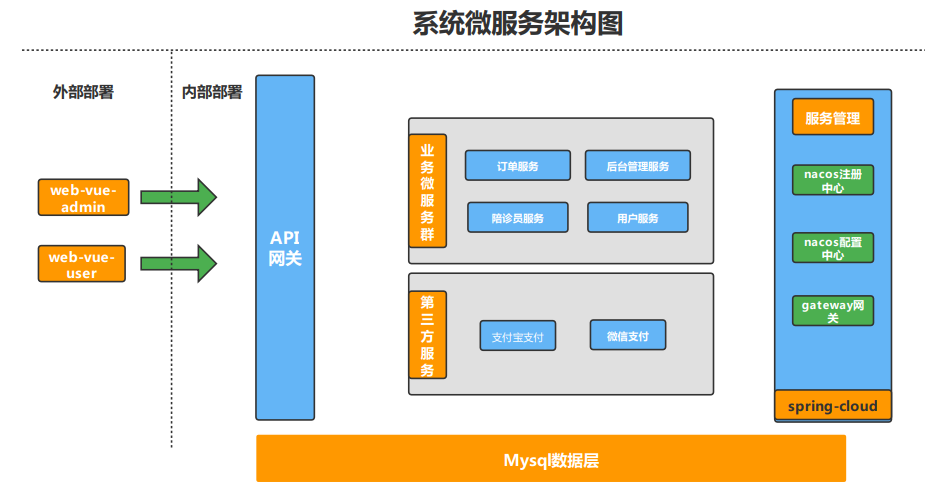 系统微服务架构图
外部部署
内部部署
web-vue-
admin
web-vue-
user
API
网关
业
务
微
服
务
群
订单服务
后台管理服务
陪诊员服务
用户服务
第
三
方
服
务
支付宝支付
微信支付
服务管理
nacos注册
中心
nacos配置
中心
gateway网
关
spring-cloud
Mysql数据层